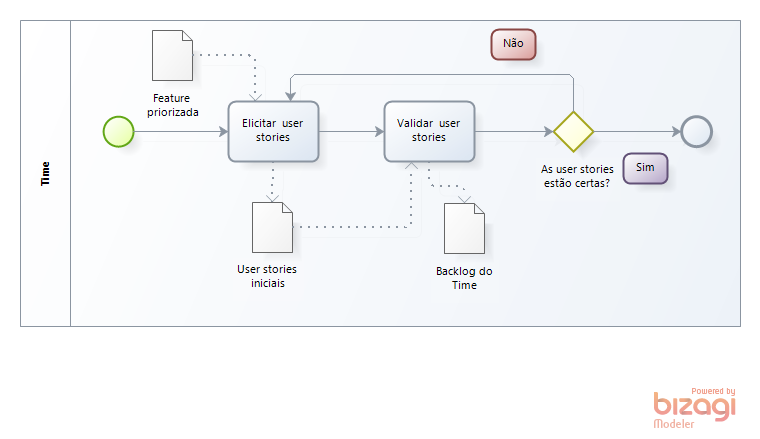 Time
Feature
priorizada
Não
Elicitar user
stories
Validar user
stories
As user stories
estão certas?
Sim
User stories
iniciais
Backlog do
Time
Powered by
bizagi
Modeler